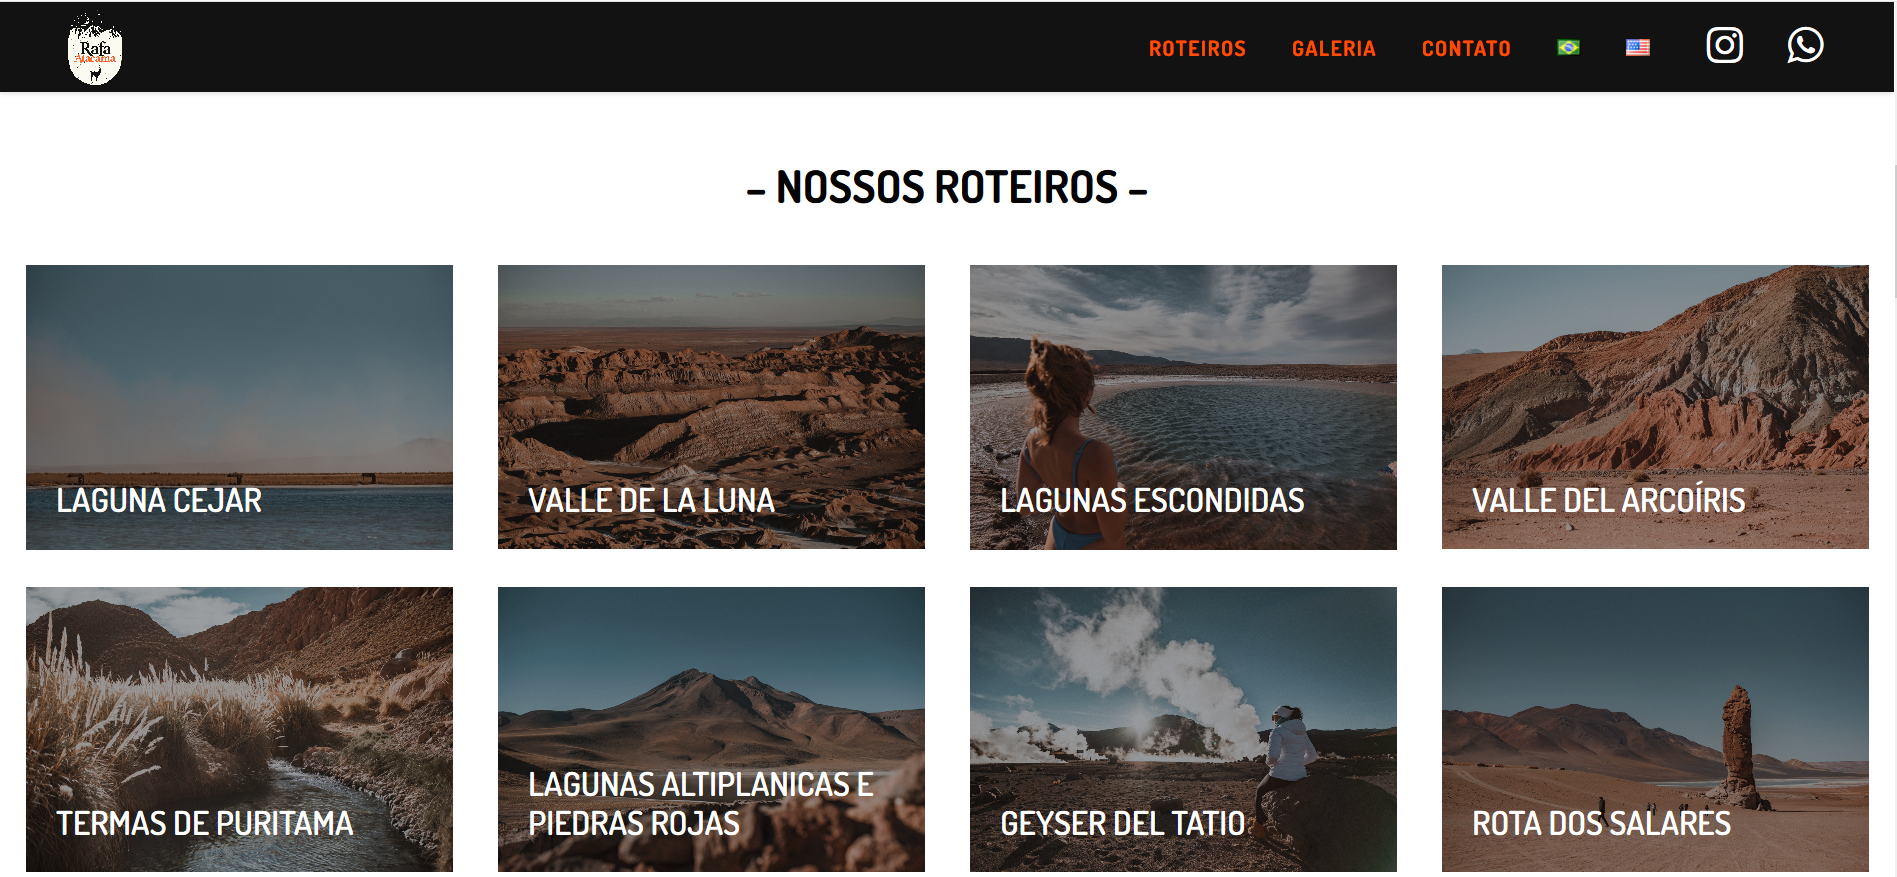 Rafa
Atacama
ROTEIROS
GALERIA
CONTATO
– NOSSOS ROTEIROS –
LAGUNA CEJAR
VALLE DE LA LUNA
LAGUNAS ESCONDIDAS
VALLE DEL ARCOÍRIS
TERMAS DE PURITAMA
LAGUNAS ALTIPLANICAS E
PIEDRAS ROJAS
GEYSER DEL TATIO
ROTA DOS SALARES